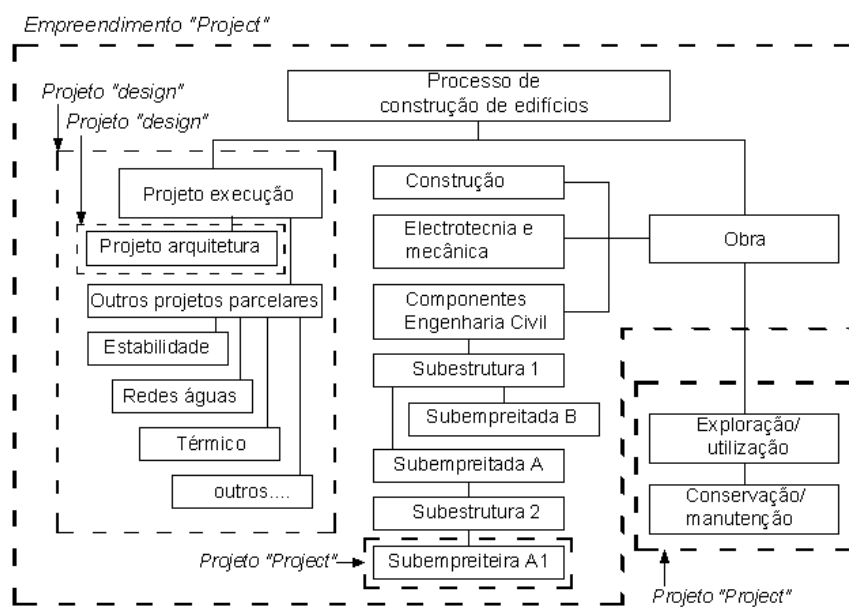 Empreendimento "Project"
Processo de
construção de edifícios
Projeto "design"
Projeto "design"
Projeto execução
Projeto arquitetura
Outros projetos parcelares
Estabilidade
Redes águas
Térmico
outros....
Construção
Electrotecnia e
mecânica
Componentes
Engenharia Civil
Subestrutura 1
Subempreitada B
Subempreitada A
Subestrutura 2
Projeto "Project"
Subempreiteira A1
Obra
Exploração/
utilização
Conservação/
manutenção
Projeto "Project"